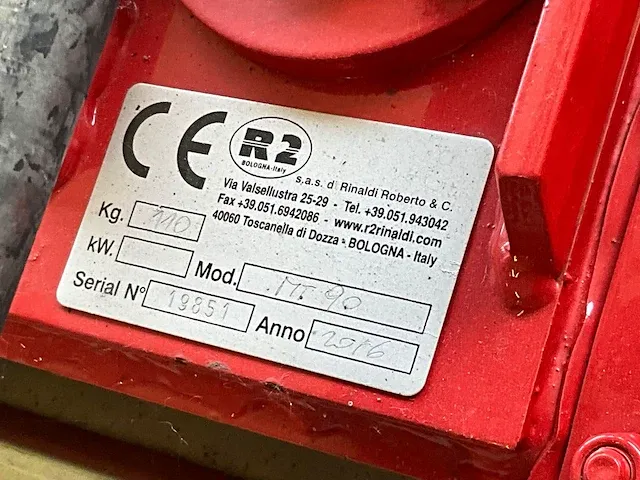 CE R2
BOLOGNA-Italy
s.a.s. di Rinaldi Roberto & C.
Via Valsellustra 25-29 - Tel. +39.051.943042
Fax +39.051.6942086 - www.r2rinaldi.com
40060 Toscanella di Dozza - BOLOGNA - Italy
Kg. 110
kW.
Mod. MT 90
Serial N° 19851
Anno 2016